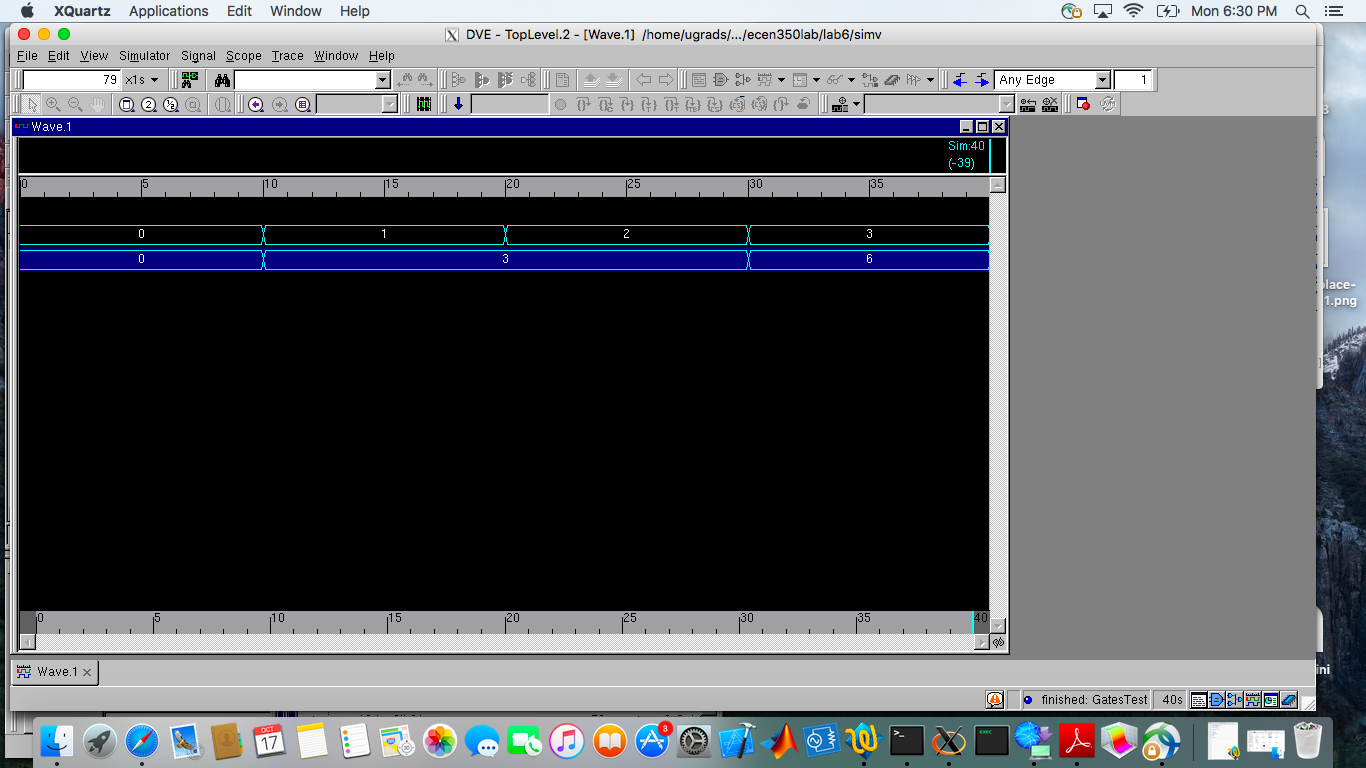 XQuartz Applications Edit Window Help Mon 6:30 PM
DVE - TopLevel.2 - [Wave.1] /home/ugrads/.../ecen350lab/lab6/simv
File Edit View Simulator Signal Scope Trace Window Help
79 x1s Any Edge 1
Wave.1
Sim:40
(-39)
0 5 10 15 20 25 30 35
0 1 2 3
0 3 6
0 5 10 15 20 25 30 35 40
place-
1.png
ini
Wave.1
finished: GatesTest 40s
OCT
17
3